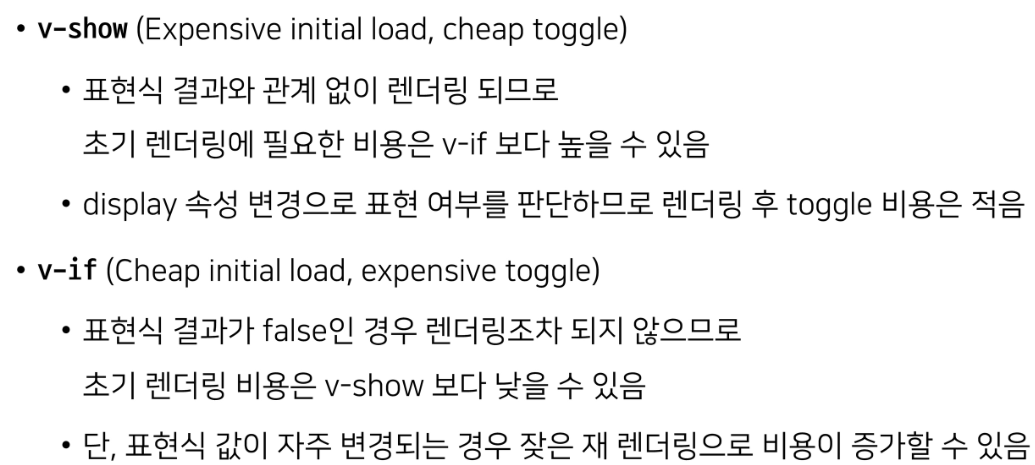 • v-show (Expensive initial load, cheap toggle)
• 표현식 결과와 관계 없이 렌더링 되므로
초기 렌더링에 필요한 비용은 v-if 보다 높을 수 있음
• display 속성 변경으로 표현 여부를 판단하므로 렌더링 후 toggle 비용은 적음
• v-if (Cheap initial load, expensive toggle)
• 표현식 결과가 false인 경우 렌더링조차 되지 않으므로
초기 렌더링 비용은 v-show 보다 낮을 수 있음
• 단, 표현식 값이 자주 변경되는 경우 잦은 재 렌더링으로 비용이 증가할 수 있음